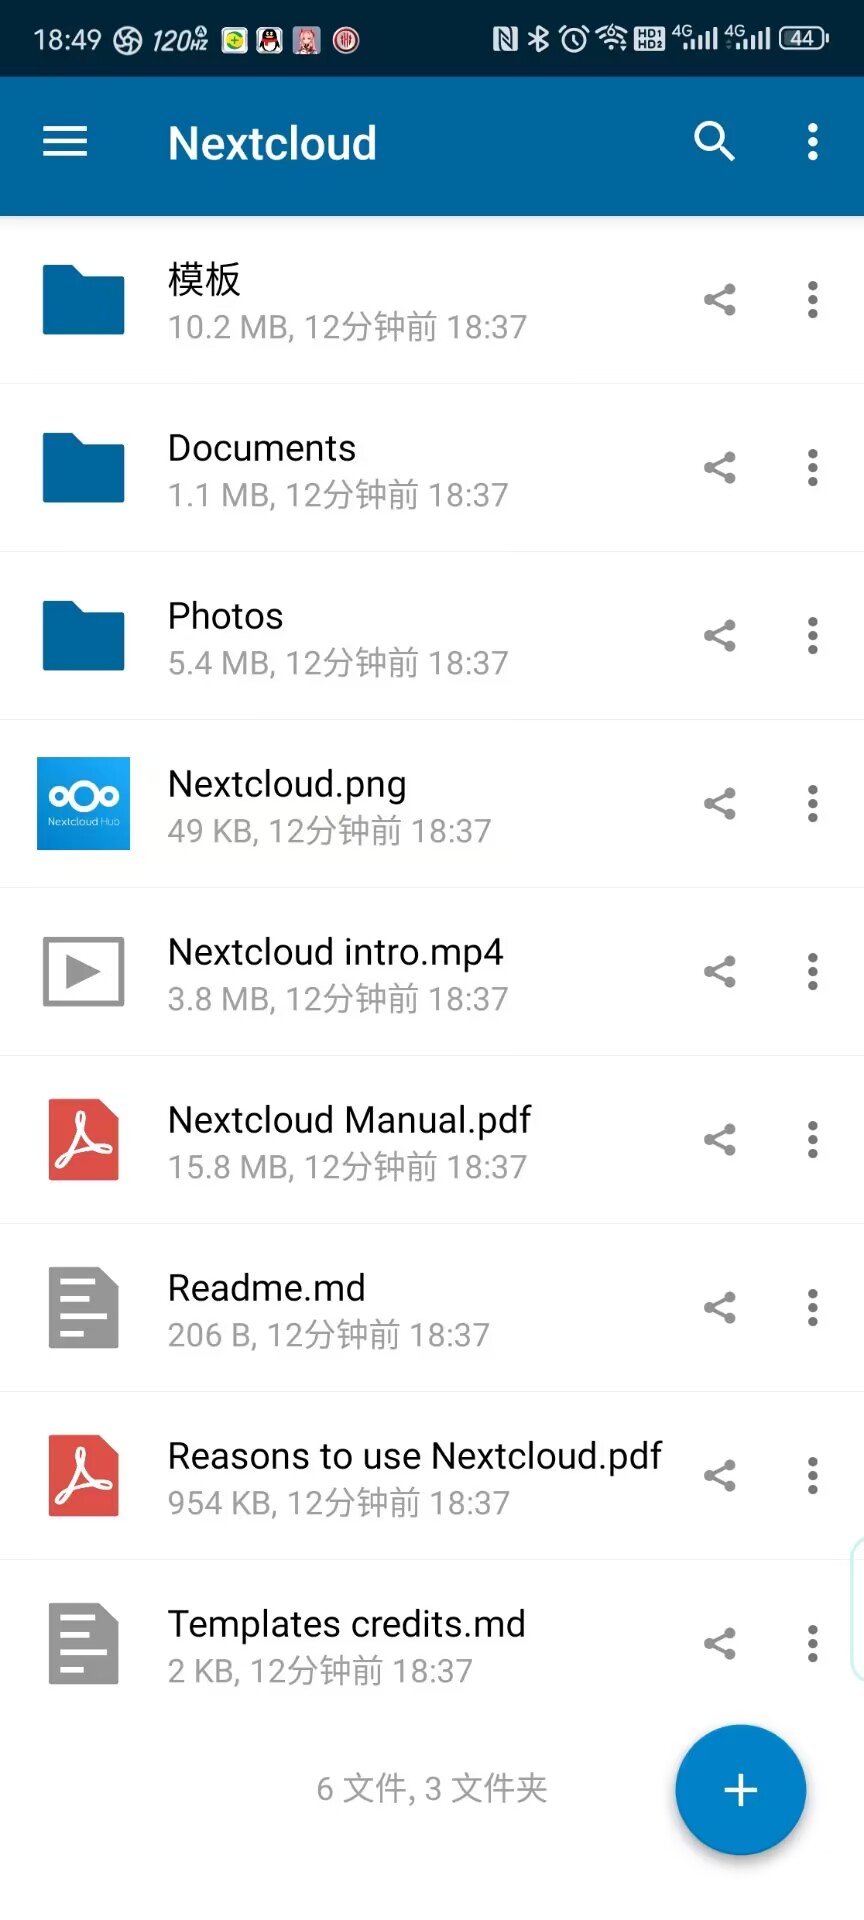 18:49 120Hz HD1 HD2 4G 4G 44
Nextcloud
模板
10.2 MB, 12分钟前 18:37
Documents
1.1 MB, 12分钟前 18:37
Photos
5.4 MB, 12分钟前 18:37
Nextcloud.png
49 KB, 12分钟前 18:37
Nextcloud Hub
Nextcloud intro.mp4
3.8 MB, 12分钟前 18:37
Nextcloud Manual.pdf
15.8 MB, 12分钟前 18:37
Readme.md
206 B, 12分钟前 18:37
Reasons to use Nextcloud.pdf
954 KB, 12分钟前 18:37
Templates credits.md
2 KB, 12分钟前 18:37
6 文件, 3 文件夹